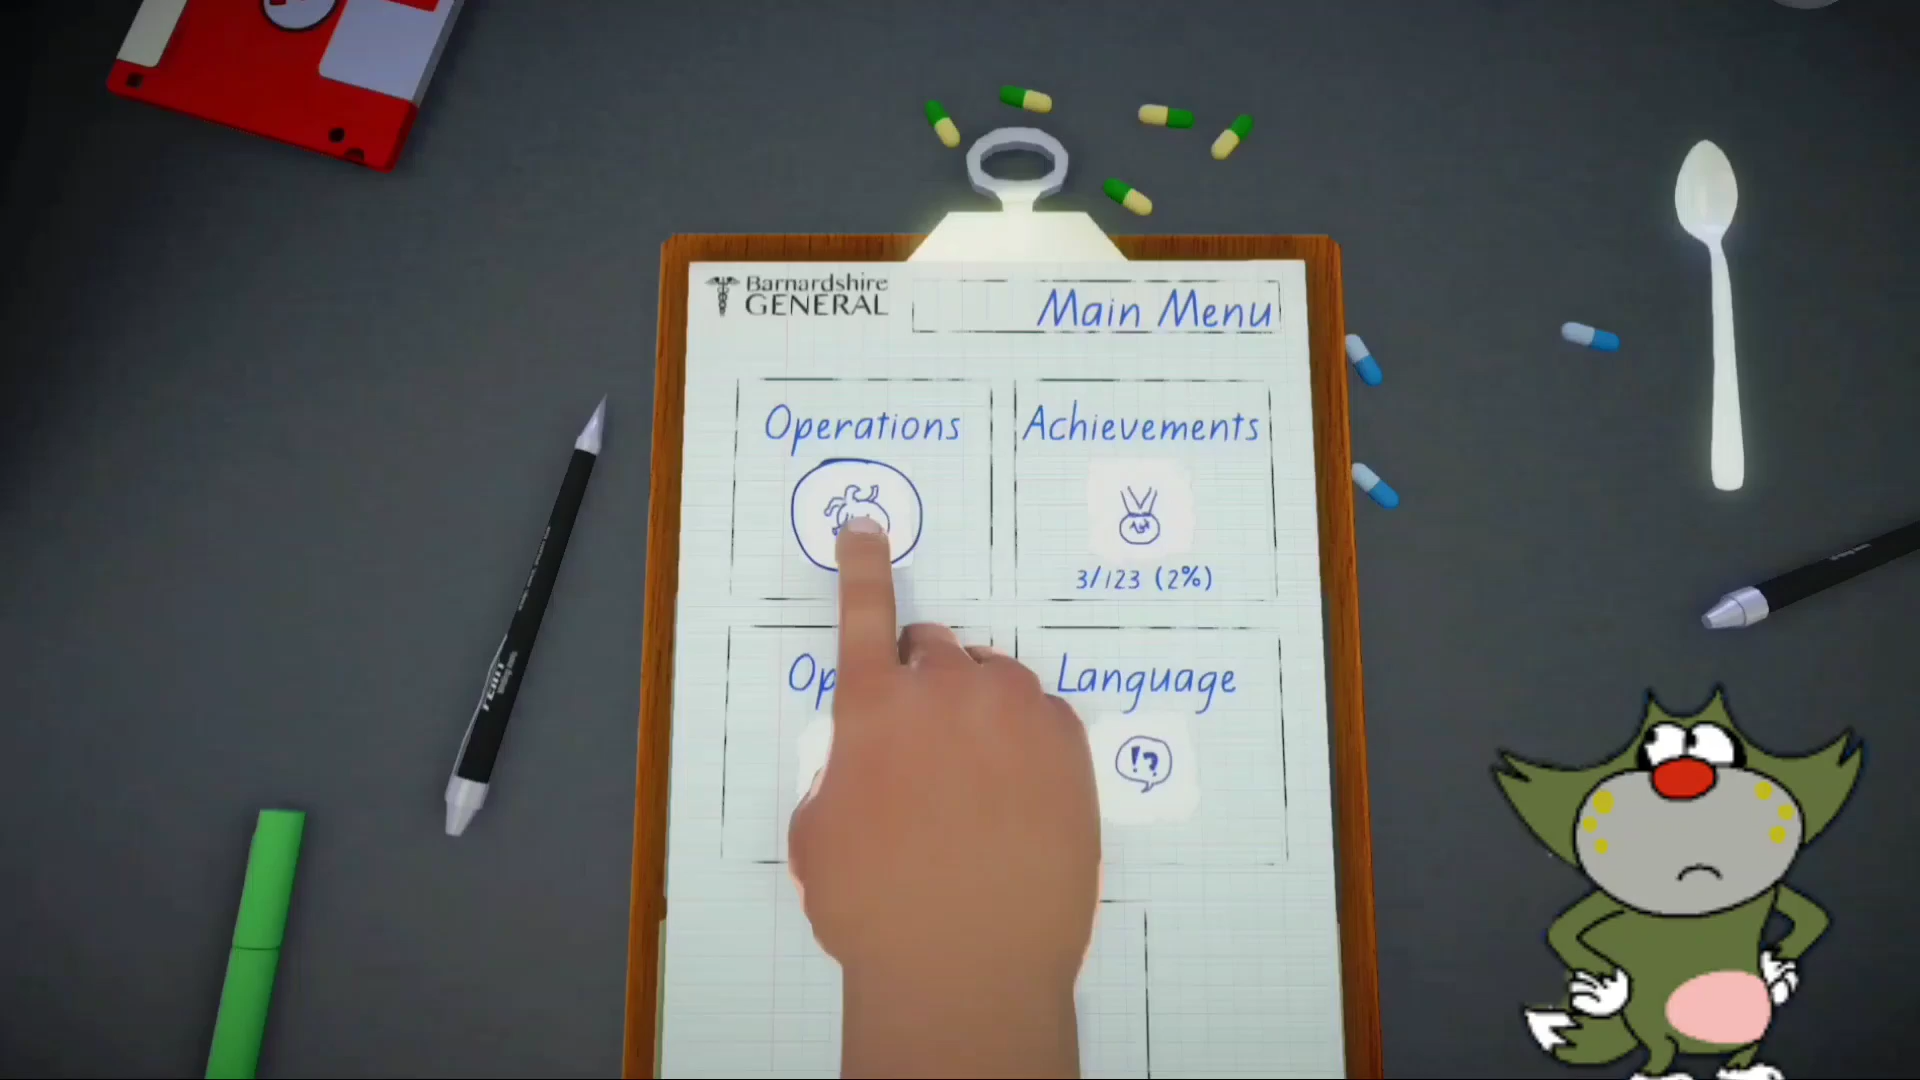 Barnardshire
GENERAL
Main Menu
Operations
Achievements
3/123 (2%)
Op
Language
!?